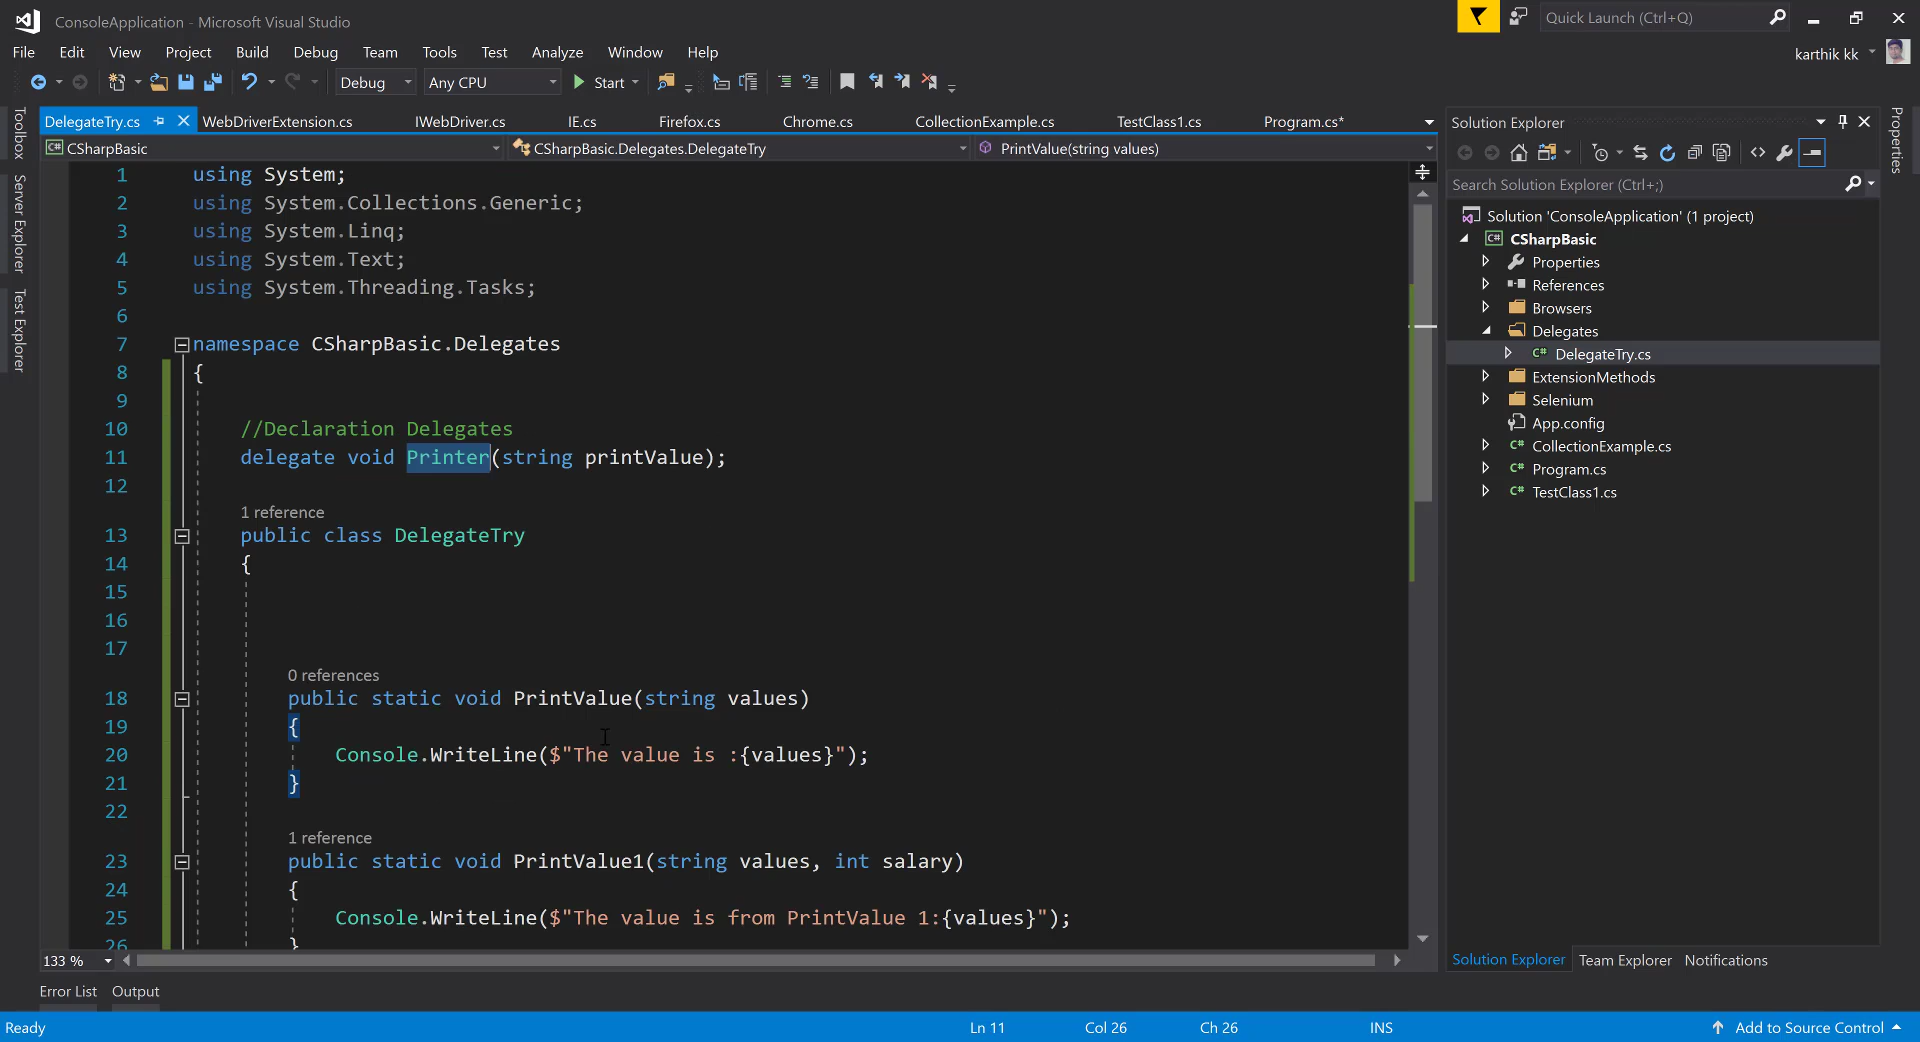 ConsoleApplication - Microsoft Visual Studio
Quick Launch (Ctrl+Q)
File Edit View Project Build Debug Team Tools Test Analyze Window Help
karthik kk
Debug Any CPU Start
DelegateTry.cs WebDriverExtension.cs IWebDriver.cs IE.cs Firefox.cs Chrome.cs CollectionExample.cs TestClass1.cs Program.cs*
CSharpBasic CSharpBasic.Delegates.DelegateTry PrintValue(string values)
Toolbox
Server Explorer
Test Explorer
1 using System;
2 using System.Collections.Generic;
3 using System.Linq;
4 using System.Text;
5 using System.Threading.Tasks;
6
7 namespace CSharpBasic.Delegates
8 {
9
10 //Declaration Delegates
11 delegate void Printer(string printValue);
12
1 reference
13 public class DelegateTry
14 {
15
16
17
0 references
18 public static void PrintValue(string values)
19 {
20 Console.WriteLine($"The value is :{values}");
21 }
22
1 reference
23 public static void PrintValue1(string values, int salary)
24 {
25 Console.WriteLine($"The value is from PrintValue 1:{values}");
26 }
133 %
Solution Explorer
Search Solution Explorer (Ctrl+;)
Solution 'ConsoleApplication' (1 project)
C# CSharpBasic
Properties
References
Browsers
Delegates
C# DelegateTry.cs
ExtensionMethods
Selenium
App.config
C# CollectionExample.cs
C# Program.cs
C# TestClass1.cs
Solution Explorer Team Explorer Notifications
Properties
Error List Output
Ready Ln 11 Col 26 Ch 26 INS Add to Source Control